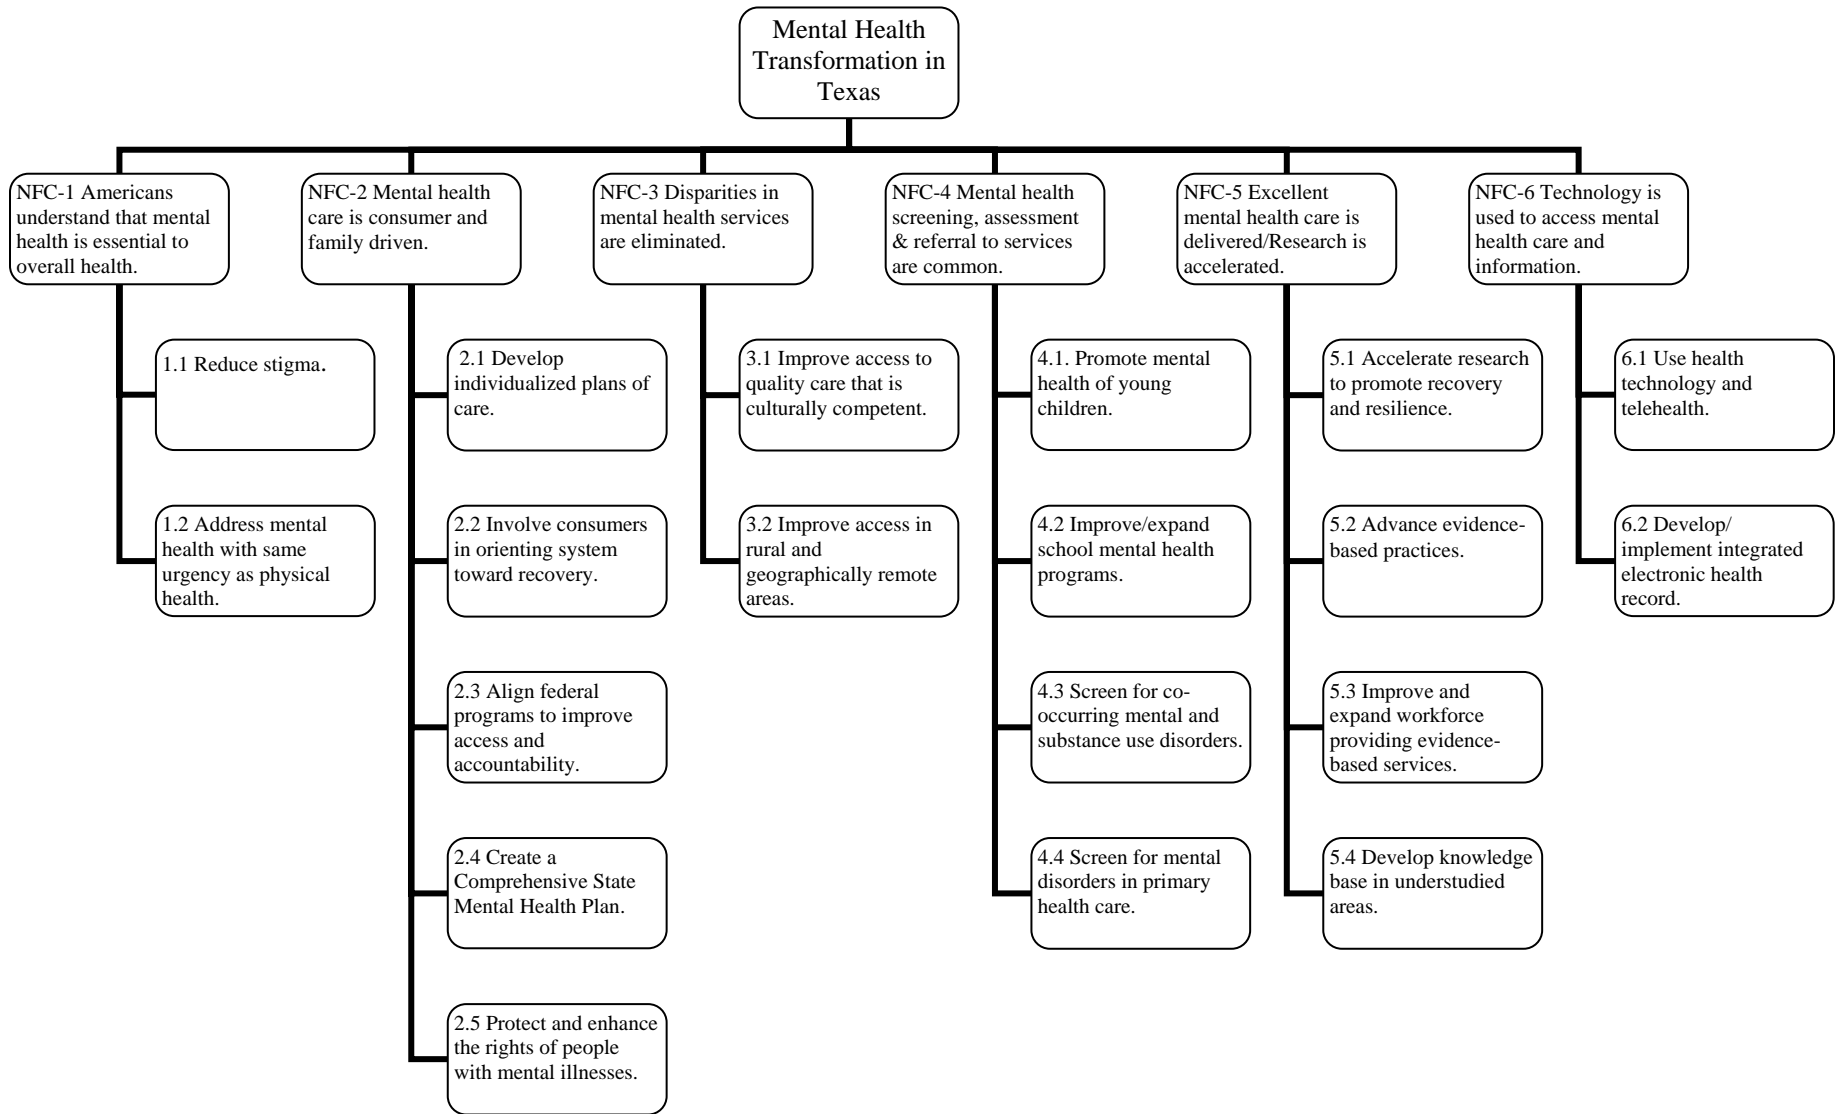 Mental Health
Transformation in
Texas
NFC-1 Americans
understand that mental
health is essential to
overall health.
NFC-2 Mental health
care is consumer and
family driven.
NFC-3 Disparities in
mental health services
are eliminated.
NFC-4 Mental health
screening, assessment
& referral to services
are common.
NFC-5 Excellent
mental health care is
delivered/Research is
accelerated.
NFC-6 Technology is
used to access mental
health care and
information.
1.1 Reduce stigma.
1.2 Address mental
health with same
urgency as physical
health.
2.1 Develop
individualized plans of
care.
2.2 Involve consumers
in orienting system
toward recovery.
2.3 Align federal
programs to improve
access and
accountability.
2.4 Create a
Comprehensive State
Mental Health Plan.
2.5 Protect and enhance
the rights of people
with mental illnesses.
3.1 Improve access to
quality care that is
culturally competent.
3.2 Improve access in
rural and
geographically remote
areas.
4.1. Promote mental
health of young
children.
4.2 Improve/expand
school mental health
programs.
4.3 Screen for co-
occurring mental and
substance use disorders.
4.4 Screen for mental
disorders in primary
health care.
5.1 Accelerate research
to promote recovery
and resilience.
5.2 Advance evidence-
based practices.
5.3 Improve and
expand workforce
providing evidence-
based services.
5.4 Develop knowledge
base in understudied
areas.
6.1 Use health
technology and
telehealth.
6.2 Develop/
implement integrated
electronic health
record.